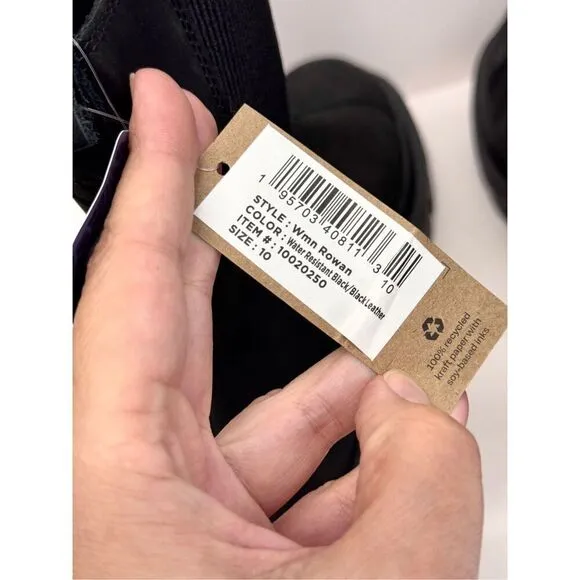 1 95703 40811 3 10
STYLE : Wmn Rowan
COLOR : Water Resistant Black/Black Leather
ITEM # : 10020250
SIZE : 10
100% recycled
kraft paper with
soy-based inks